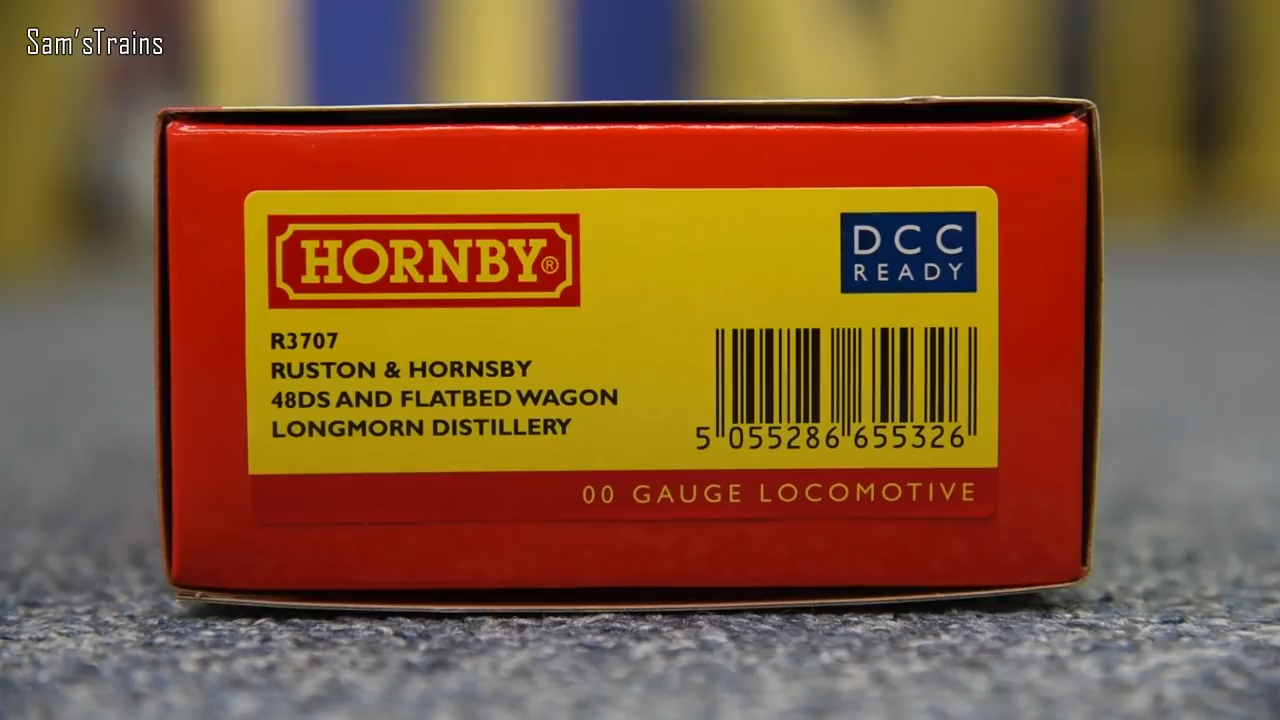 Sam'sTrains
HORNBY®
DCC
READY
R3707
RUSTON & HORNSBY
48DS AND FLATBED WAGON
LONGMORN DISTILLERY
5 055286 655326
00 GAUGE LOCOMOTIVE